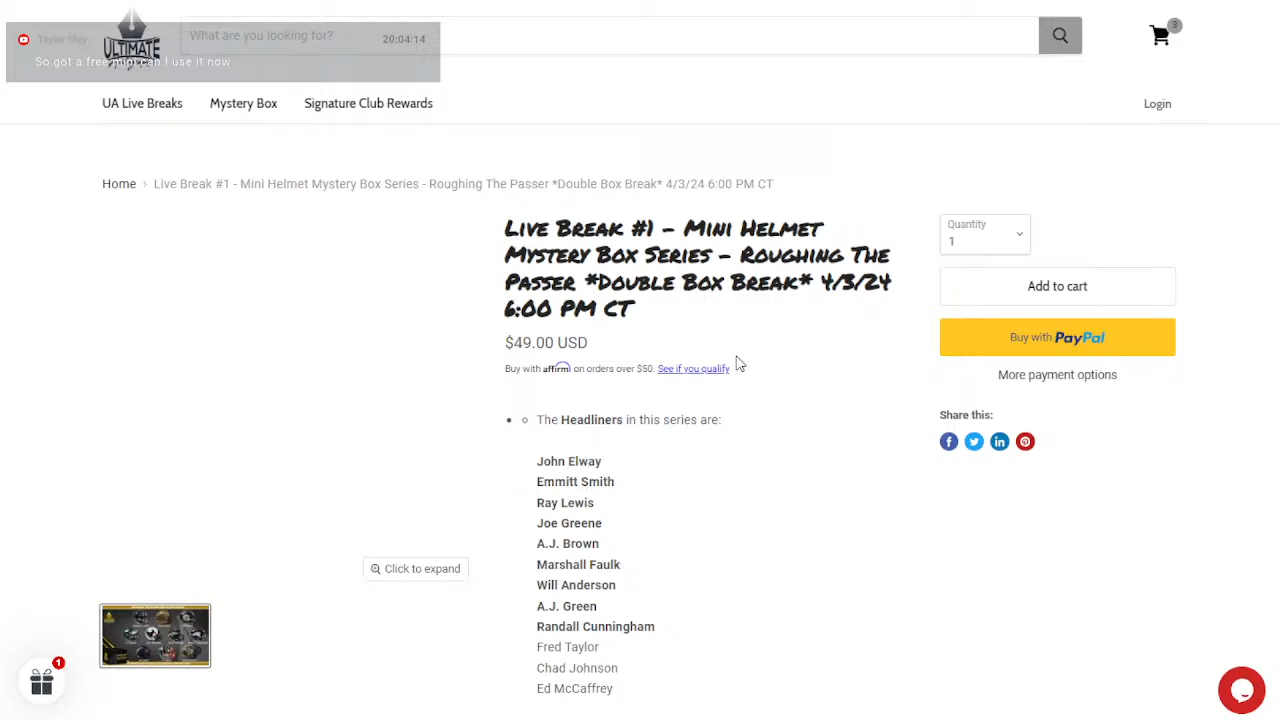 Taylor Shzy
20:04:14
So got a free mini can I use it now
ULTIMATE
What are you looking for?
3
UA Live Breaks
Mystery Box
Signature Club Rewards
Login
Home › Live Break #1 - Mini Helmet Mystery Box Series - Roughing The Passer *Double Box Break* 4/3/24 6:00 PM CT
Live Break #1 - Mini Helmet
Mystery Box Series - Roughing The
Passer *Double Box Break* 4/3/24
6:00 PM CT
$49.00 USD
Buy with affirm on orders over $50. See if you qualify
Quantity
1
Add to cart
Buy with PayPal
More payment options
Share this:
The Headliners in this series are:
John Elway
Emmitt Smith
Ray Lewis
Joe Greene
A.J. Brown
Marshall Faulk
Will Anderson
A.J. Green
Randall Cunningham
Fred Taylor
Chad Johnson
Ed McCaffrey
Click to expand
1